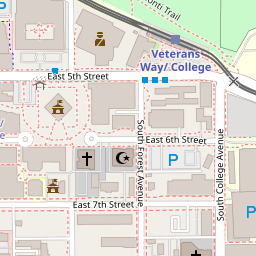 onti Trail
Veterans
Way/ College
East 5th Street
East 6th Street
South Forest Avenue
South College Avenue
P
East 7th Street
P